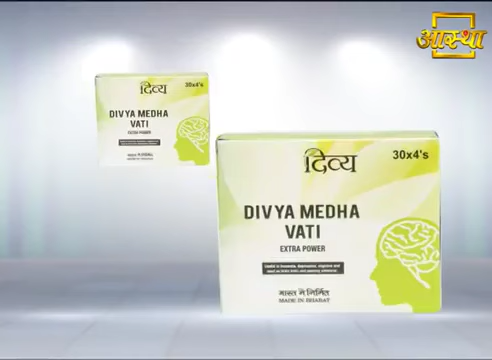 आस्था
दिव्य
30x4's
DIVYA MEDHA
VATI
EXTRA POWER
दिव्य
30x4's
DIVYA MEDHA
VATI
EXTRA POWER
भारत में निर्मित
MADE IN BHARAT